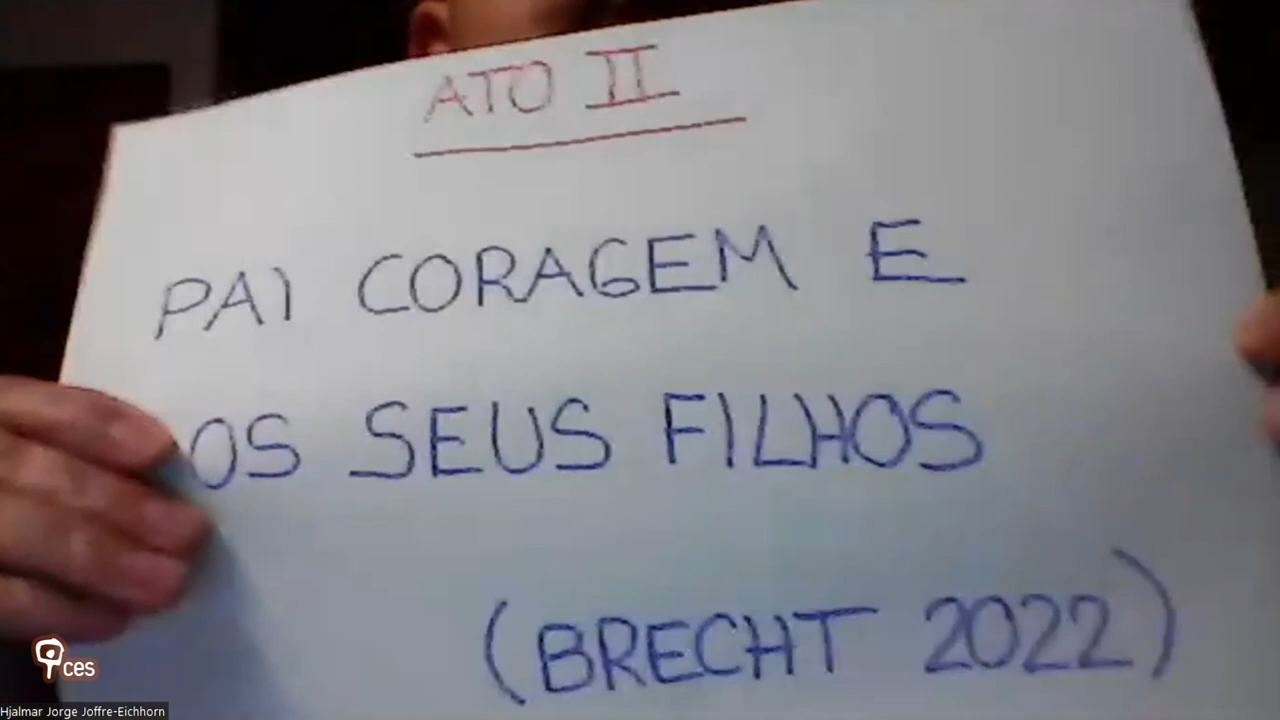 ATO II
PAI CORAGEM E
OS SEUS FILHOS
(BRECHT 2022)
ces
Hjalmar Jorge Joffre-Eichhorn